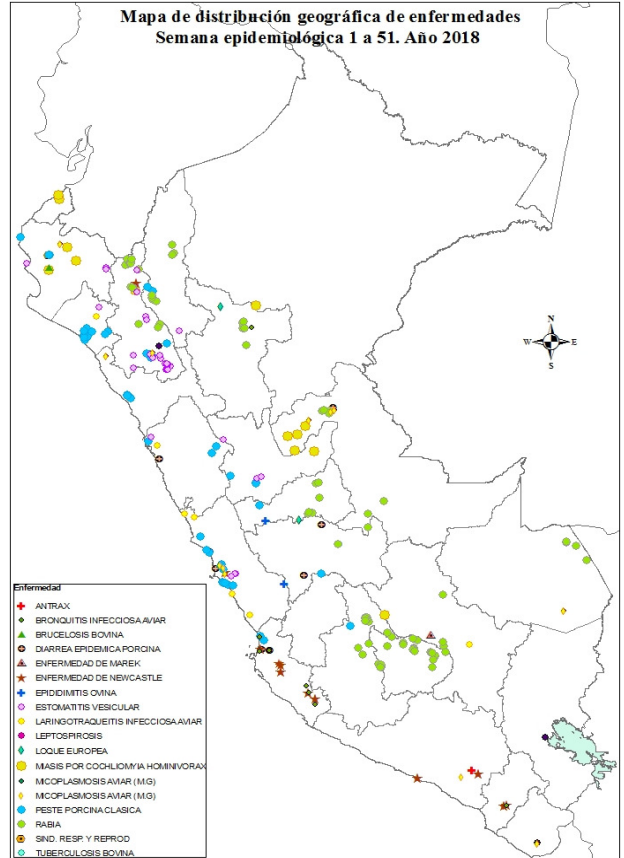 Mapa de distribución geográfica de enfermedades
Semana epidemiológica 1 a 51. Año 2018
N
W
E
S
Enfermedad
ANTRAX
BRONQUITIS INFECCIOSA AVIAR
BRUCELOSIS BOVINA
DIARREA EPIDEMICA PORCINA
ENFERMEDAD DE MAREK
ENFERMEDAD DE NEWCASTLE
EPIDIDIMITIS OVINA
ESTOMATITIS VESICULAR
LARINGOTRAQUEITIS INFECCIOSA AVIAR
LEPTOSPIROSIS
LOQUE EUROPEA
MIASIS POR COCHLIOMYIA HOMINIVORAX
MICOPLASMOSIS AVIAR (M.G)
MICOPLASMOSIS AVIAR (M.G)
PESTE PORCINA CLASICA
RABIA
SIND. RESP. Y REPROD
TUBERCULOSIS BOVINA